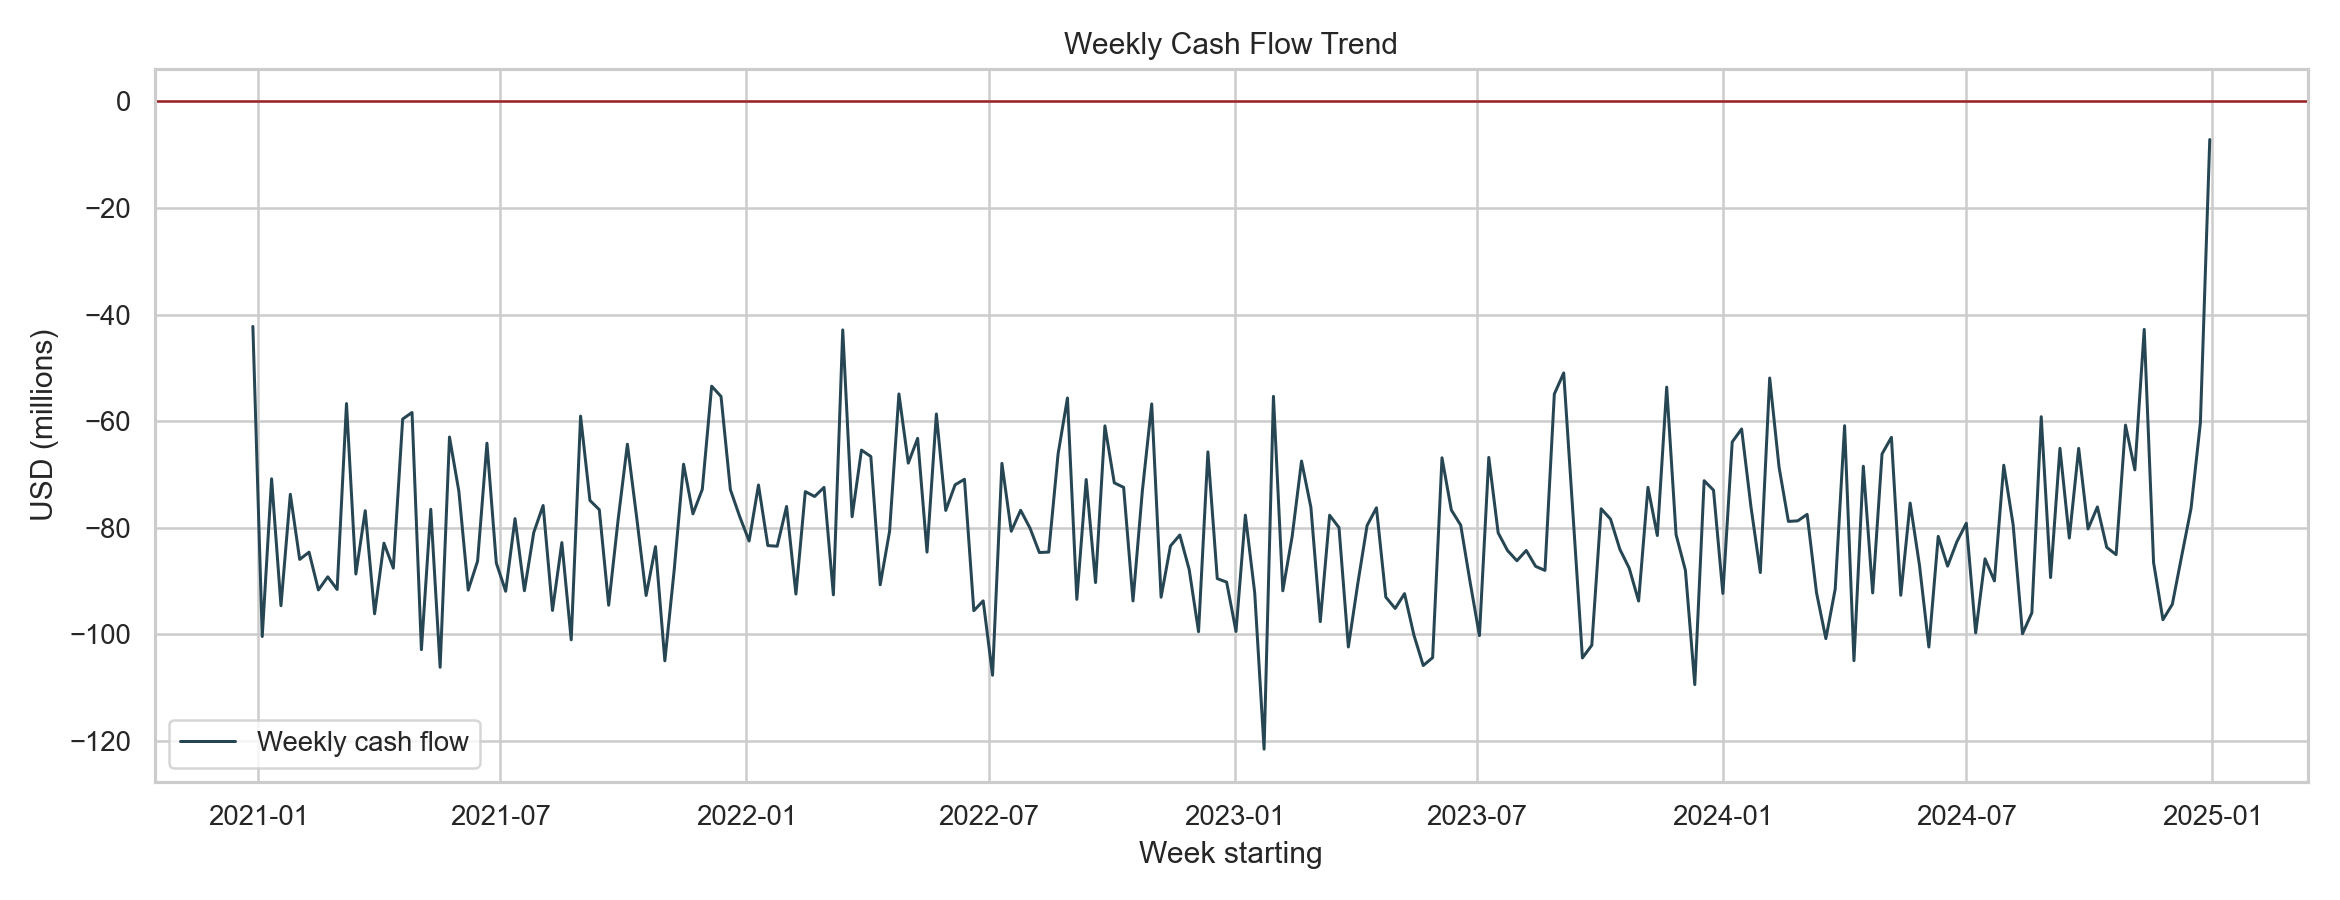 Weekly Cash Flow Trend
0
−20
−40
−60
−80
−100
−120
USD (millions)
Weekly cash flow
2021-01 2021-07 2022-01 2022-07 2023-01 2023-07 2024-01 2024-07 2025-01
Week starting